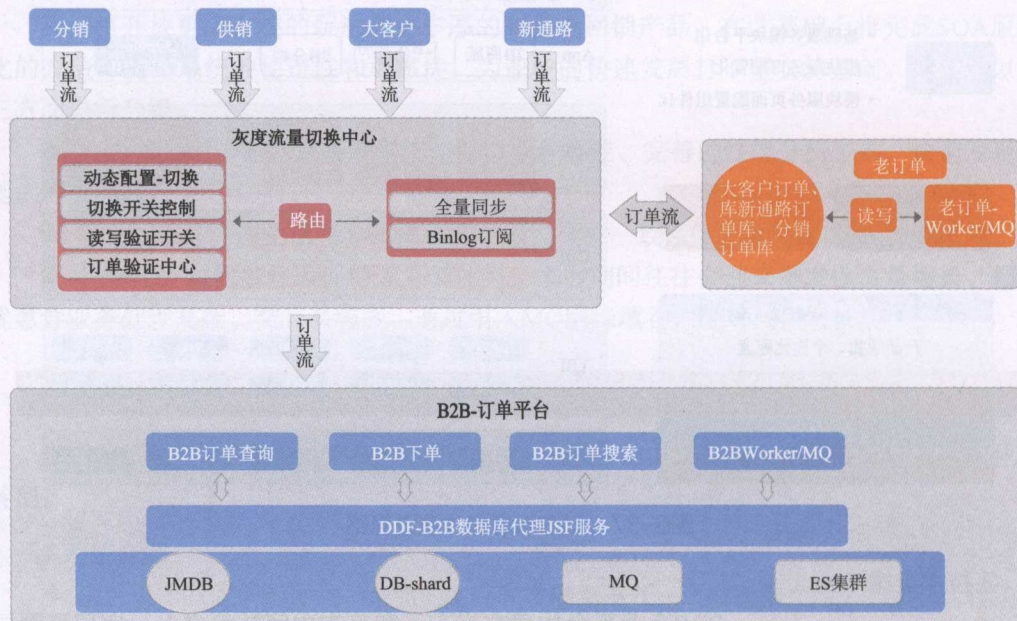 分销
供销
大客户
新通路
订单流
订单流
订单流
订单流
灰度流量切换中心
动态配置-切换
切换开关控制
读写验证开关
订单验证中心
路由
全量同步
Binlog订阅
订单流
大客户订单、
库新通路订
单库、分销
订单库
老订单
读写
老订单-
Worker/MQ
订单流
B2B-订单平台
B2B订单查询
B2B下单
B2B订单搜索
B2BWorker/MQ
DDF-B2B数据库代理JSF服务
JMDB
DB-shard
MQ
ES集群